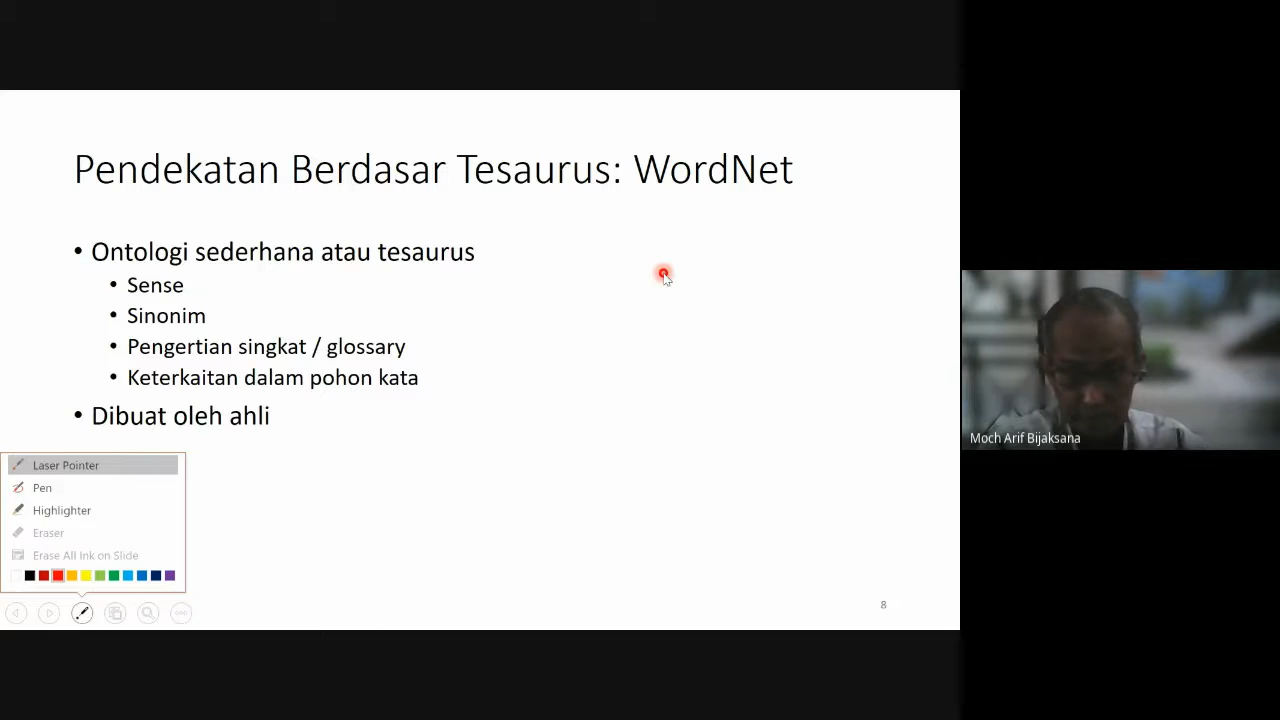 Pendekatan Berdasar Tesaurus: WordNet
• Ontologi sederhana atau tesaurus
• Sense
• Sinonim
• Pengertian singkat / glossary
• Keterkaitan dalam pohon kata
• Dibuat oleh ahli
Laser Pointer
Pen
Highlighter
Eraser
Erase All Ink on Slide
8
Moch Arif Bijaksana